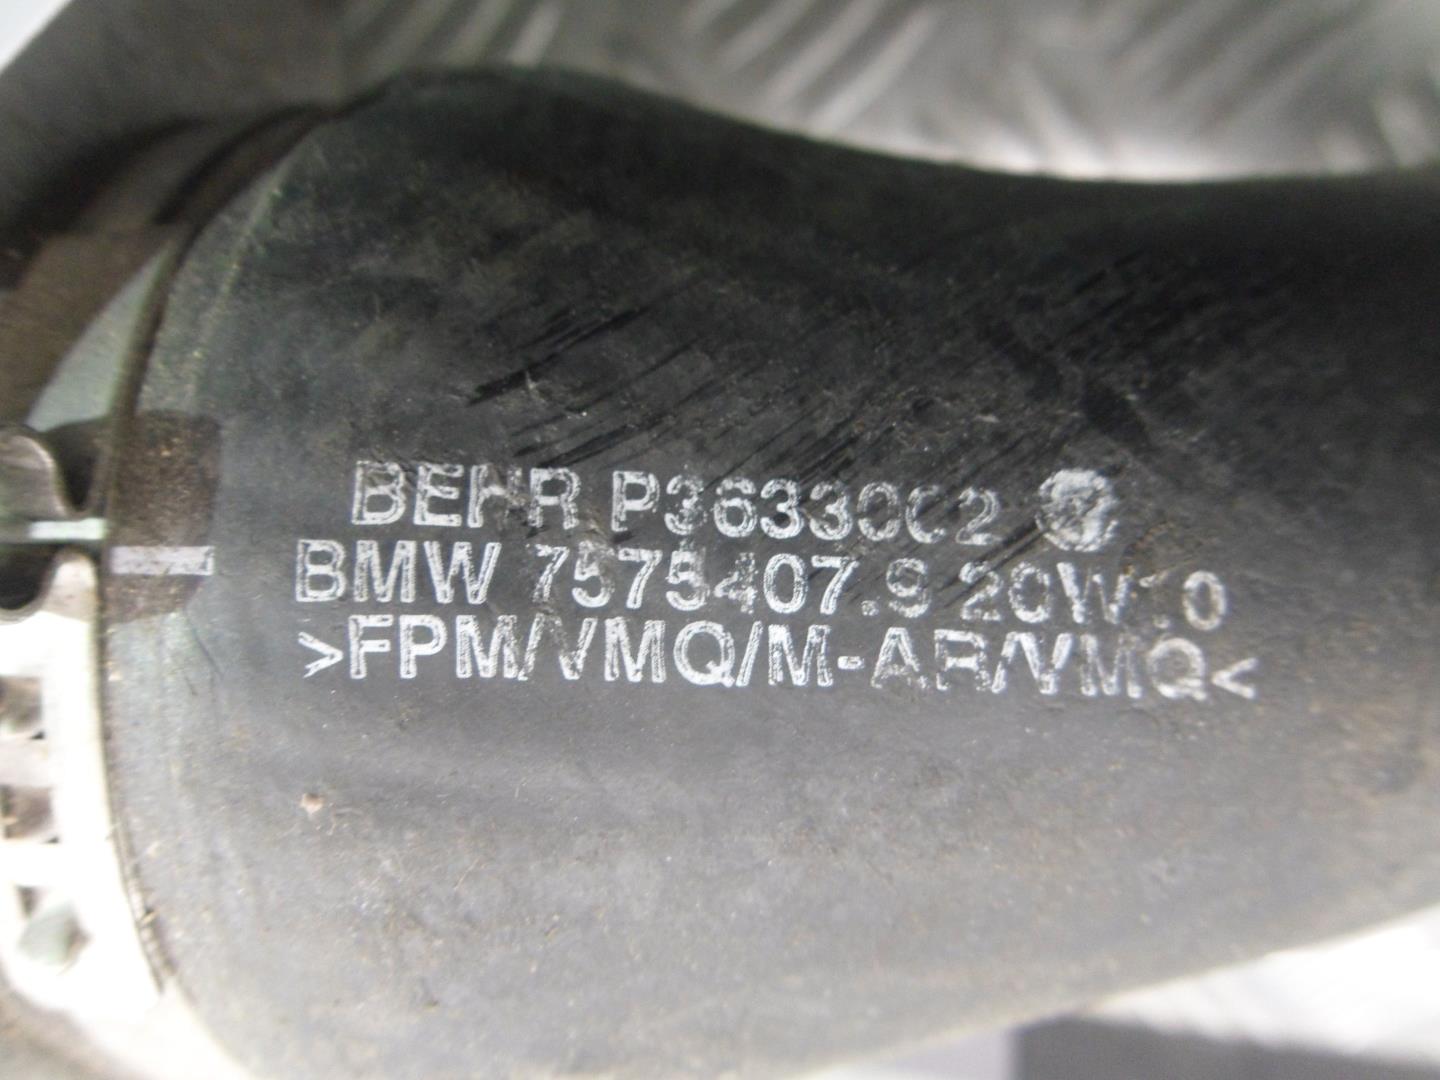 BEHR P3633002
BMW 7575407.9 20W10
>FPM/VMQ/M-AR/VMQ<